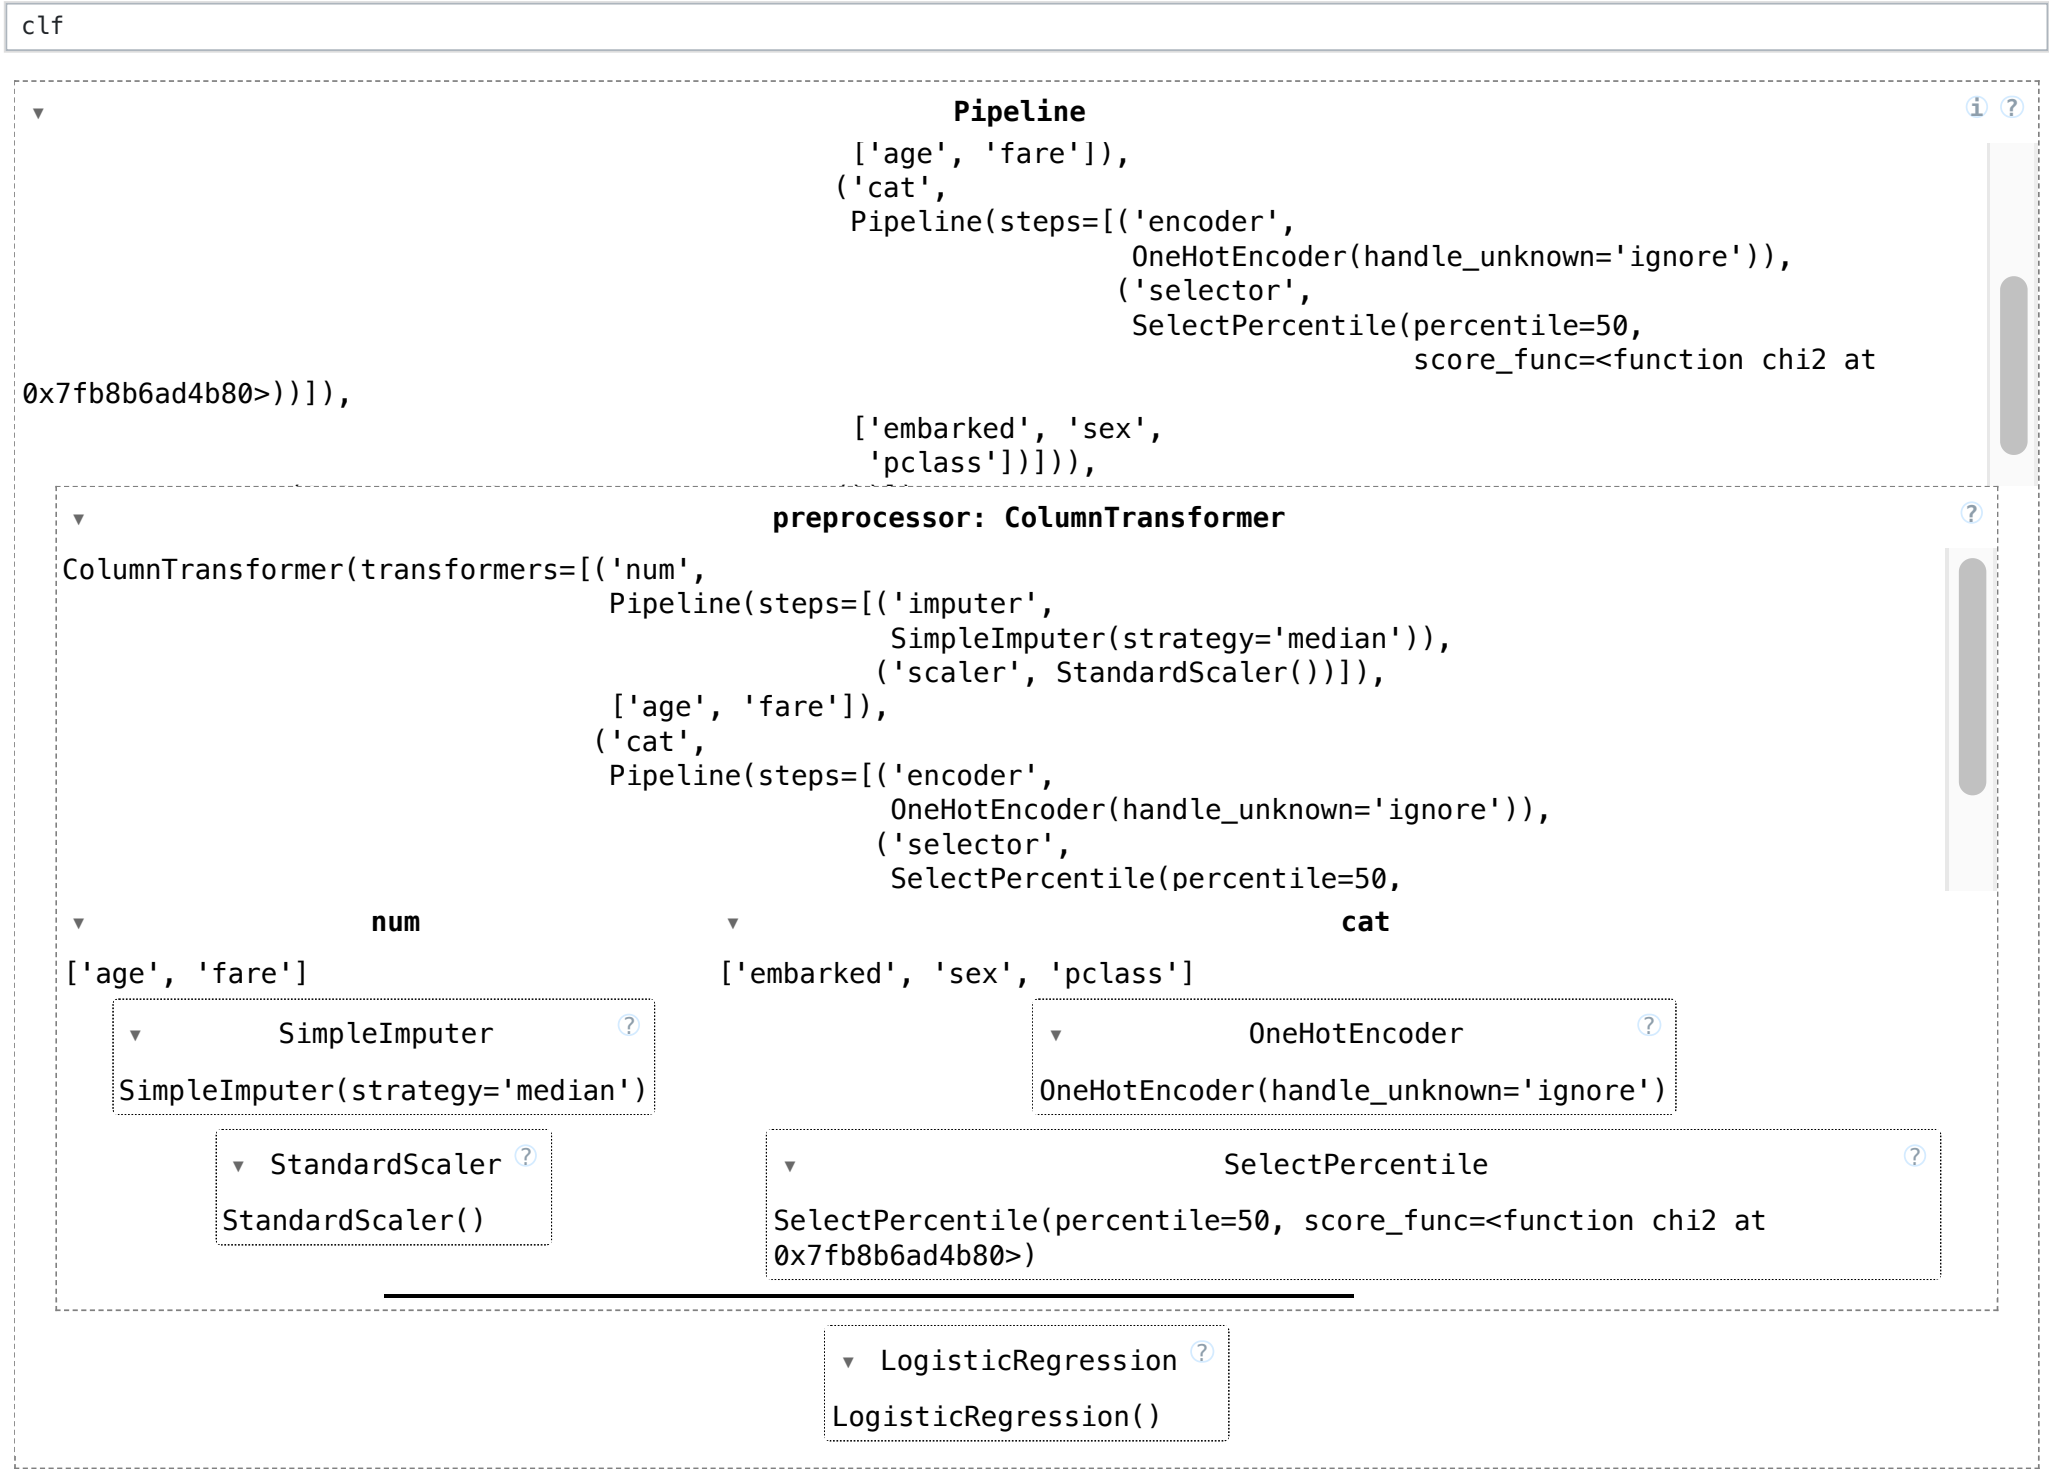 clf
Pipeline
['age', 'fare']),
('cat',
Pipeline(steps=[('encoder',
OneHotEncoder(handle_unknown='ignore')),
('selector',
SelectPercentile(percentile=50,
score_func=<function chi2 at
0x7fb8b6ad4b80>))]),
['embarked', 'sex',
'pclass'])])),
preprocessor: ColumnTransformer
ColumnTransformer(transformers=[('num',
Pipeline(steps=[('imputer',
SimpleImputer(strategy='median')),
('scaler', StandardScaler())]),
['age', 'fare']),
('cat',
Pipeline(steps=[('encoder',
OneHotEncoder(handle_unknown='ignore')),
('selector',
SelectPercentile(percentile=50,
num
cat
['age', 'fare']
['embarked', 'sex', 'pclass']
SimpleImputer
OneHotEncoder
SimpleImputer(strategy='median')
OneHotEncoder(handle_unknown='ignore')
StandardScaler
SelectPercentile
StandardScaler()
SelectPercentile(percentile=50, score_func=<function chi2 at
0x7fb8b6ad4b80>)
LogisticRegression
LogisticRegression()